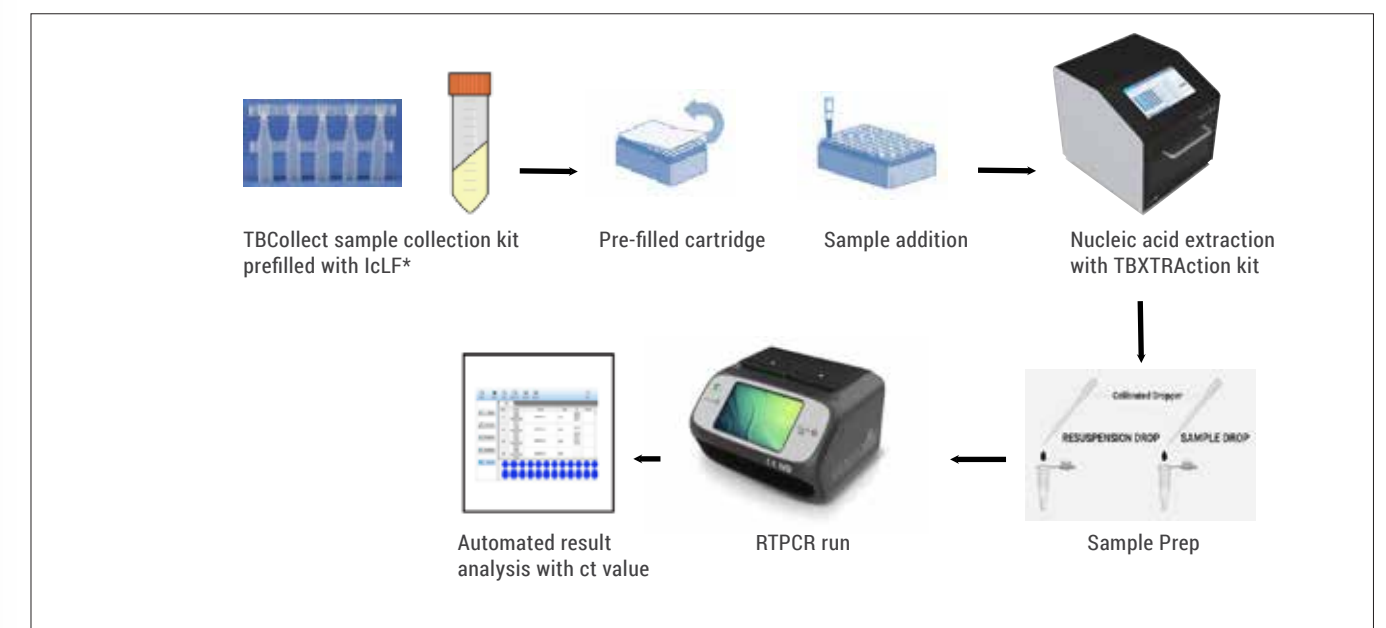 TBCollect sample collection kit
prefilled with IcLF*
Pre-filled cartridge
Sample addition
Nucleic acid extraction
with TBXTRAction kit
Calibrated Dropper
RESUSPENSION DROP
SAMPLE DROP
Sample Prep
RTPCR run
Automated result
analysis with ct value